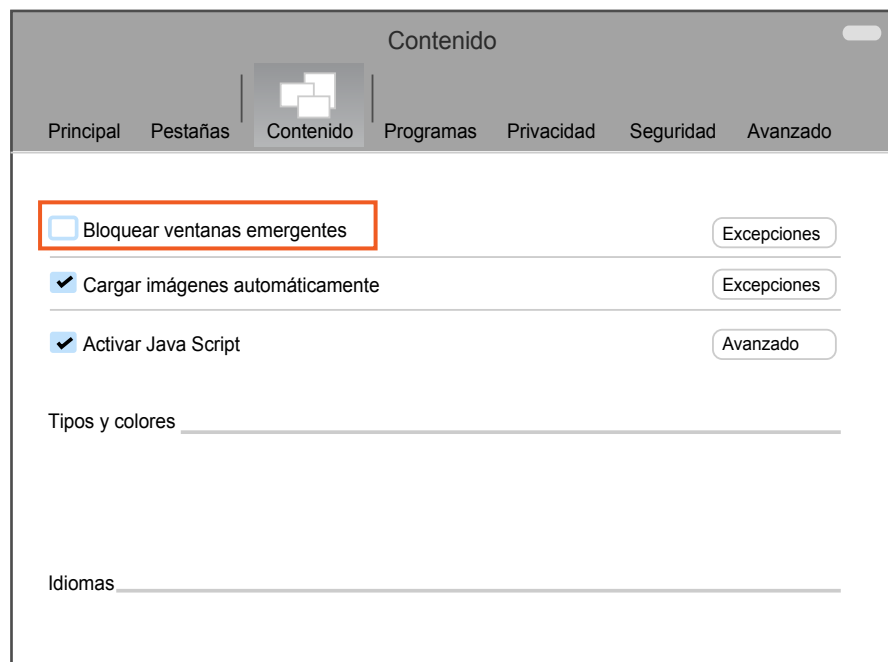 Contenido
Principal Pestañas Contenido Programas Privacidad Seguridad Avanzado
Bloquear ventanas emergentes Excepciones
Cargar imágenes automáticamente Excepciones
Activar Java Script Avanzado
Tipos y colores
Idiomas